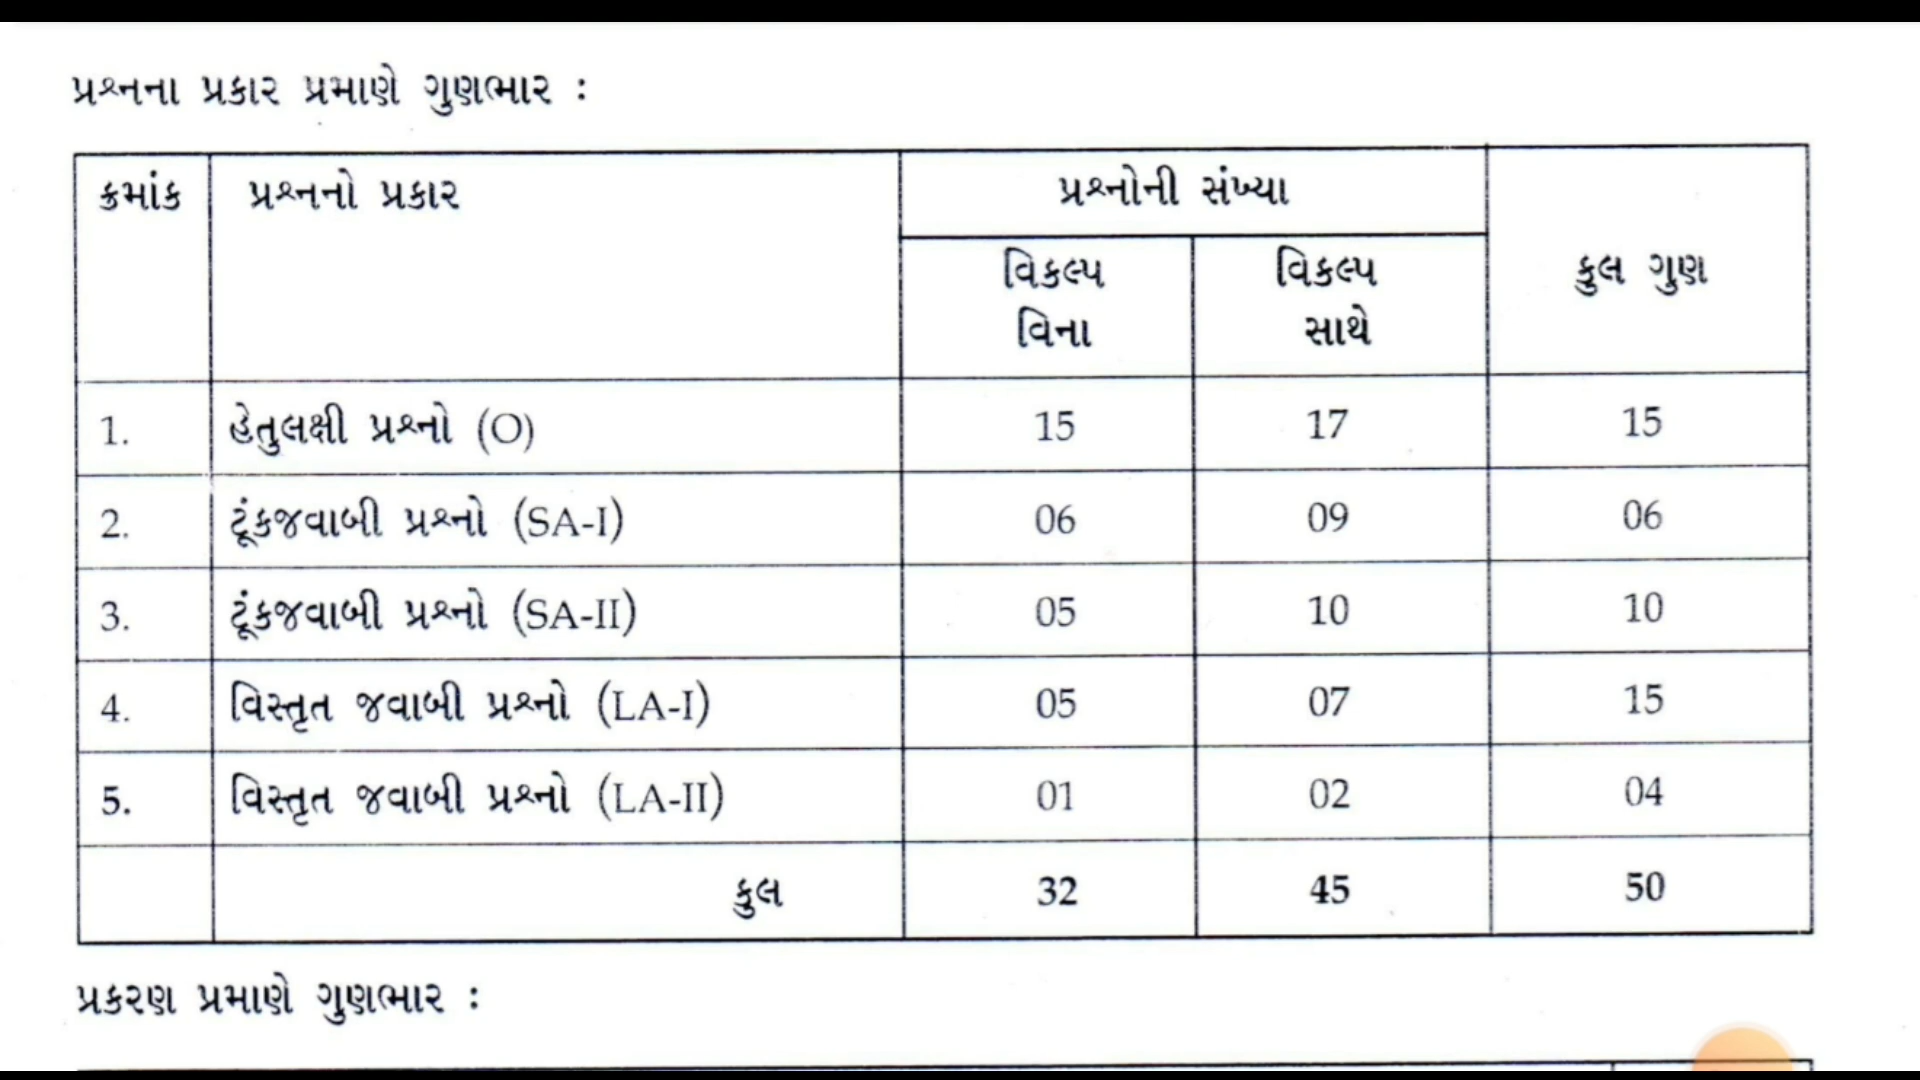 પ્રશ્નના પ્રકાર પ્રમાણે ગુણભાર :
ક્રમાંક પ્રશ્નનો પ્રકાર પ્રશ્નોની સંખ્યા કુલ ગુણ
વિકલ્પ વિના વિકલ્પ સાથે
1. હેતુલક્ષી પ્રશ્નો (O) 15 17 15
2. ટૂંકજવાબી પ્રશ્નો (SA-I) 06 09 06
3. ટૂંકજવાબી પ્રશ્નો (SA-II) 05 10 10
4. વિસ્તૃત જવાબી પ્રશ્નો (LA-I) 05 07 15
5. વિસ્તૃત જવાબી પ્રશ્નો (LA-II) 01 02 04
કુલ 32 45 50
પ્રકરણ પ્રમાણે ગુણભાર :